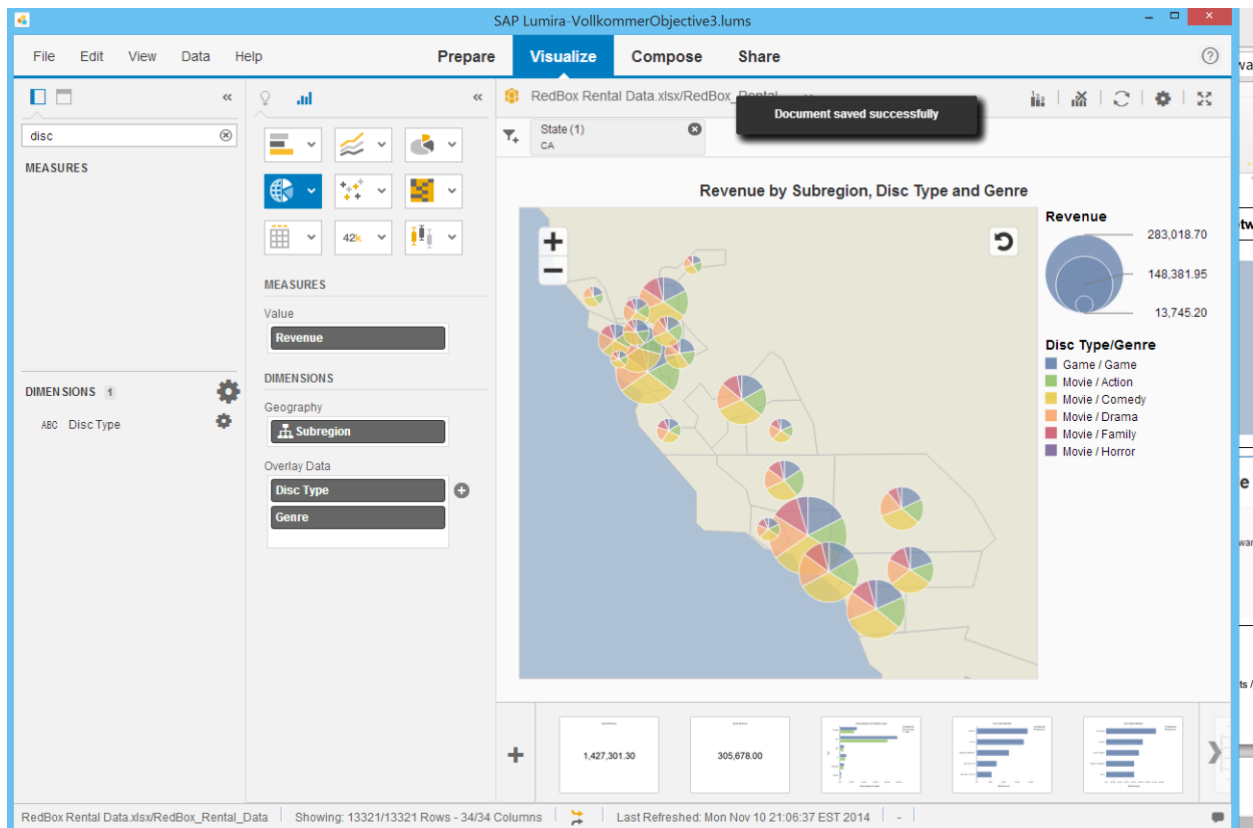 SAP Lumira-VollkommerObjective3.lums
File Edit View Data Help
Prepare Visualize Compose Share
disc
MEASURES
DIMENSIONS 1
ABC Disc Type
42k
MEASURES
Value
Revenue
DIMENSIONS
Geography
Subregion
Overlay Data
Disc Type
Genre
RedBox Rental Data.xlsx/RedBox_Rental
Document saved successfully
State (1)
CA
Revenue by Subregion, Disc Type and Genre
Revenue
283,018.70
148,381.95
13,745.20
Disc Type/Genre
Game / Game
Movie / Action
Movie / Comedy
Movie / Drama
Movie / Family
Movie / Horror
1,427,301.30
305,678.00
RedBox Rental Data.xlsx/RedBox_Rental_Data
Showing: 13321/13321 Rows - 34/34 Columns
Last Refreshed: Mon Nov 10 21:06:37 EST 2014
-